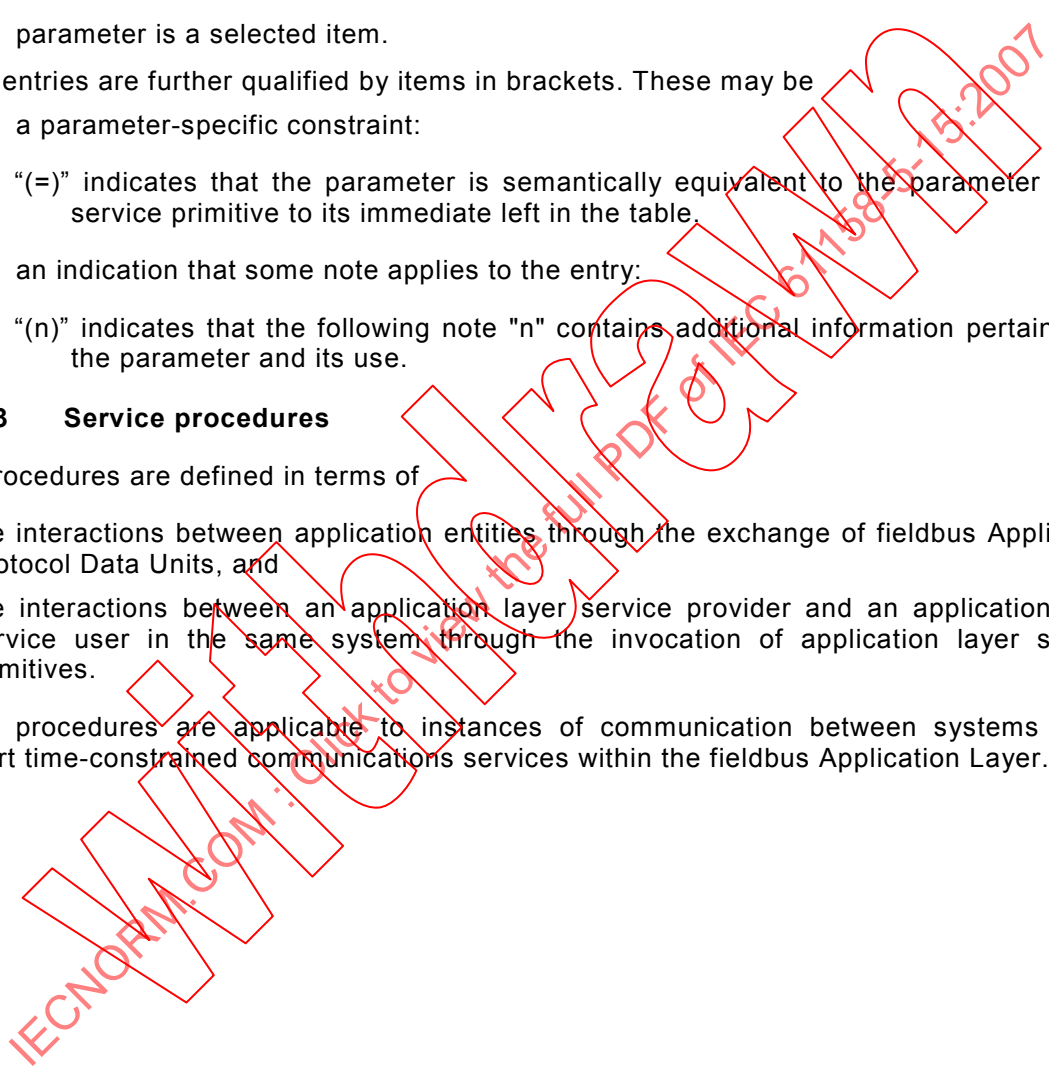 parameter is a selected item.
entries are further qualified by items in brackets. These may be
a parameter-specific constraint:
“(=)” indicates that the parameter is semantically equivalent to the parameter
service primitive to its immediate left in the table.
an indication that some note applies to the entry:
“(n)” indicates that the following note "n" contains additional information pertain
the parameter and its use.
3 Service procedures
rocedures are defined in terms of
e interactions between application entities through the exchange of fieldbus Appli
otocol Data Units, and
e interactions between an application layer service provider and an application
rvice user in the same system through the invocation of application layer s
mitives.
procedures are applicable to instances of communication between systems
rt time-constrained communications services within the fieldbus Application Layer.
withdrawn
IECNORM.COM : Click to view the full PDF of IEC 61158-5-15:2007